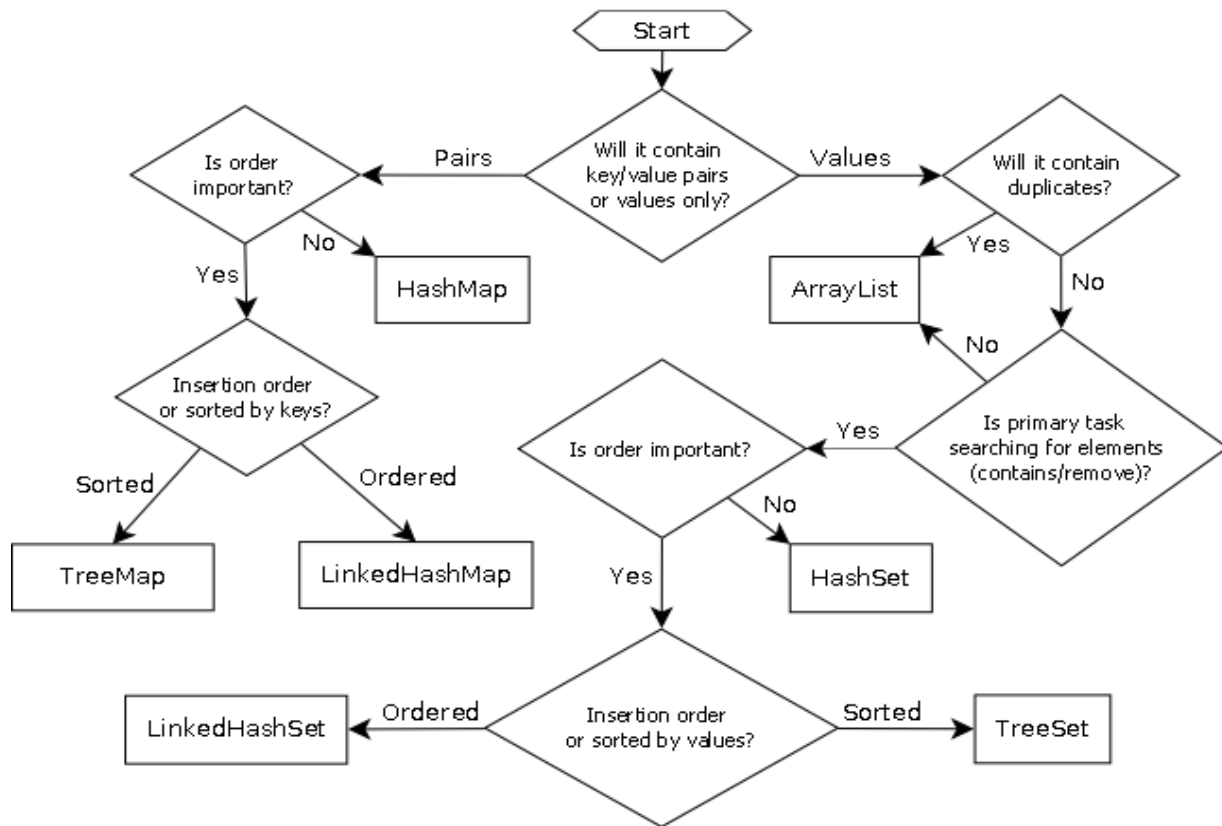 Start
Will it contain
key/value pairs
or values only?
Pairs
Values
Is order
important?
Will it contain
duplicates?
No
Yes
HashMap
Yes
No
ArrayList
No
Insertion order
or sorted by keys?
Sorted
Ordered
TreeMap
LinkedHashMap
Is primary task
searching for elements
(contains/remove)?
Yes
Is order important?
No
Yes
HashSet
Insertion order
or sorted by values?
Ordered
Sorted
LinkedHashSet
TreeSet